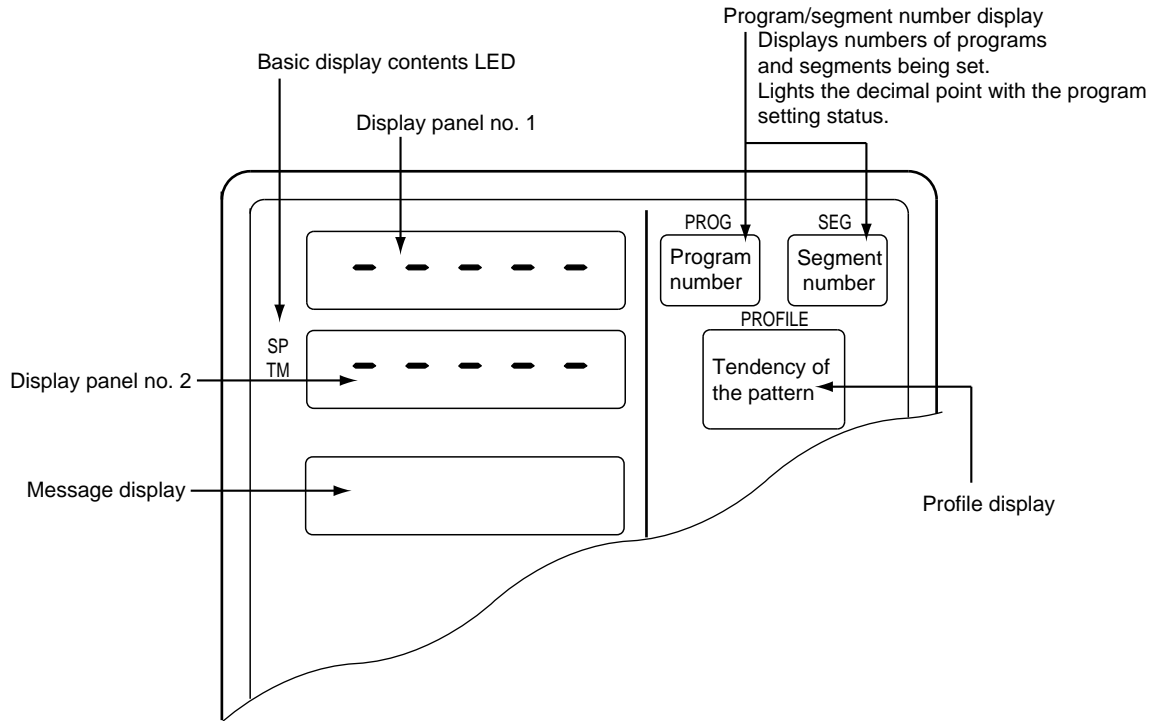 Program/segment number display
Displays numbers of programs
and segments being set.
Lights the decimal point with the program
setting status.
Basic display contents LED
Display panel no. 1
PROG
SEG
Program
number
Segment
number
PROFILE
SP
TM
Tendency of
the pattern
Display panel no. 2
Message display
Profile display